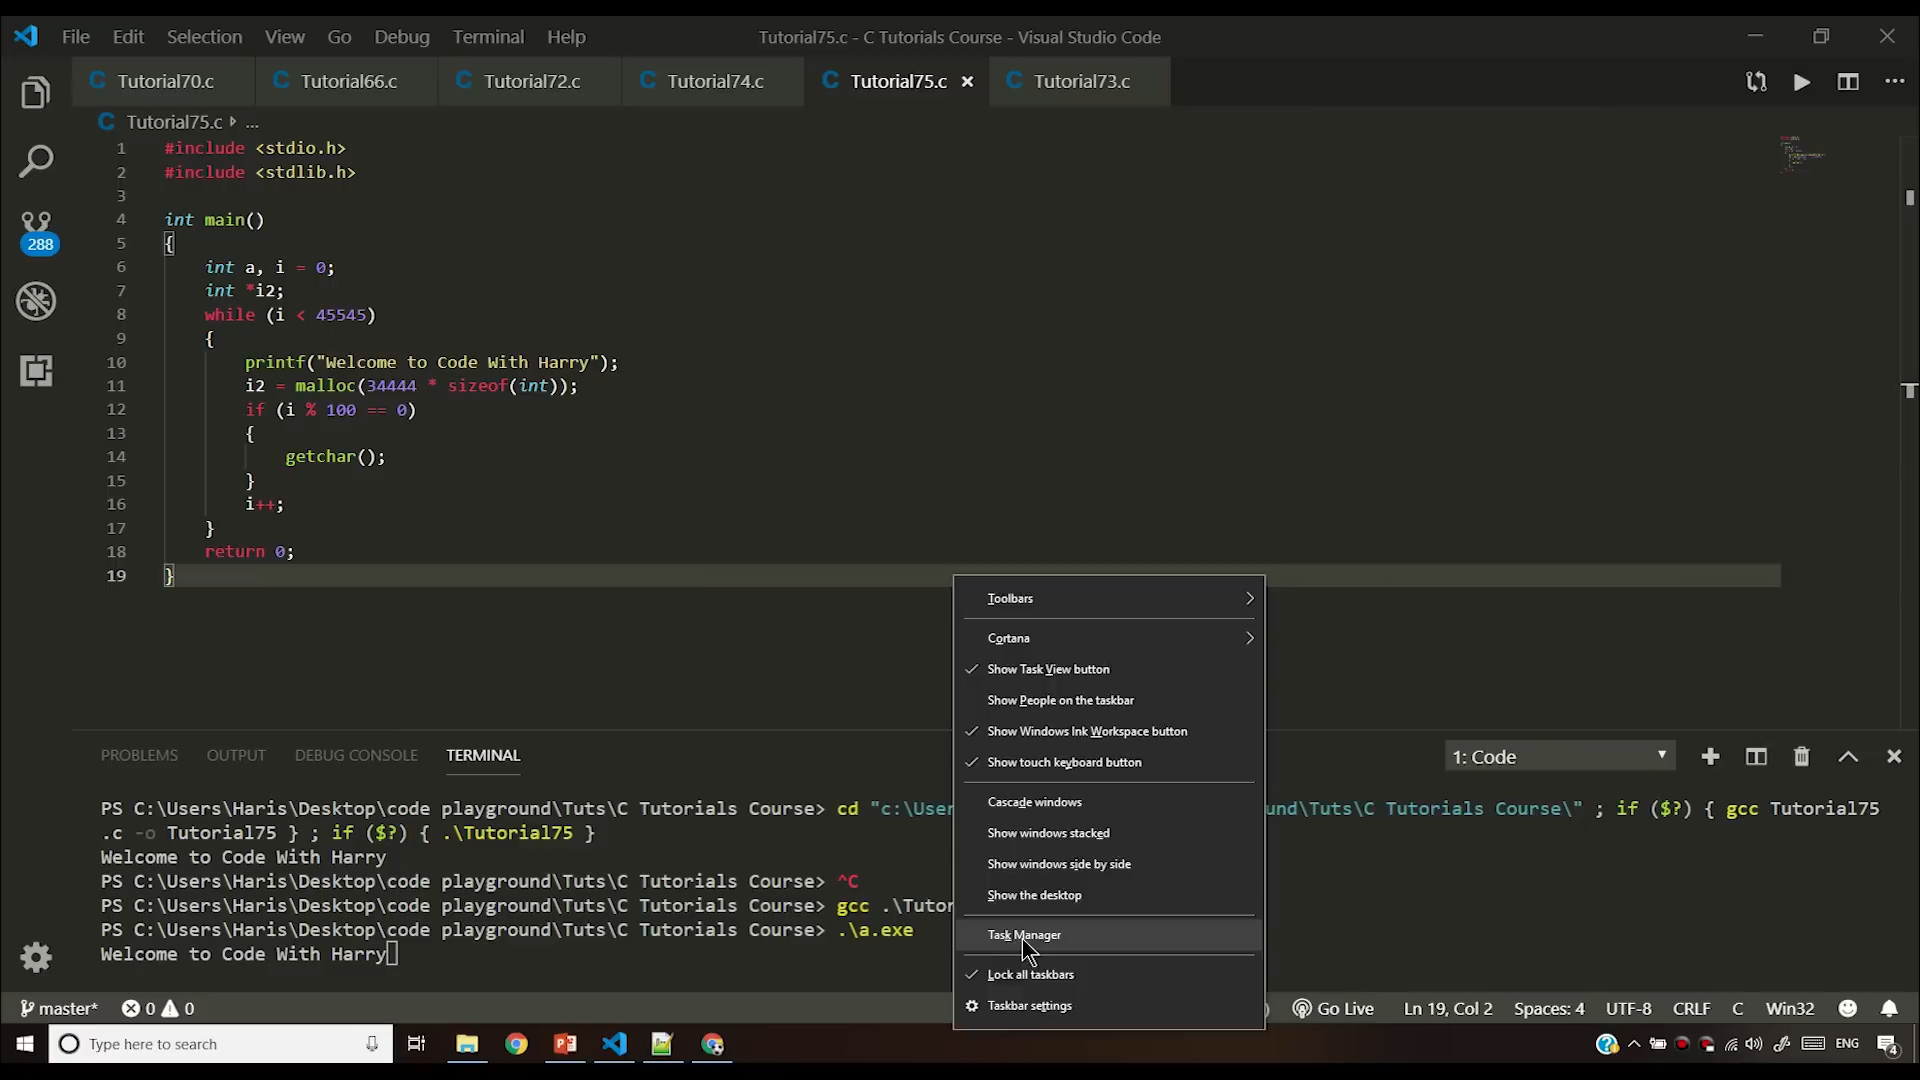 File Edit Selection View Go Debug Terminal Help Tutorial75.c - C Tutorials Course - Visual Studio Code
Tutorial70.c Tutorial66.c Tutorial72.c Tutorial74.c Tutorial75.c Tutorial73.c
Tutorial75.c ...
1 #include <stdio.h>
2 #include <stdlib.h>
3
4 int main()
5 {
6 int a, i = 0;
7 int *i2;
8 while (i < 45545)
9 {
10 printf("Welcome to Code With Harry");
11 i2 = malloc(34444 * sizeof(int));
12 if (i % 100 == 0)
13 {
14 getchar();
15 }
16 i++;
17 }
18 return 0;
19 }
288
Toolbars
Cortana
Show Task View button
Show People on the taskbar
Show Windows Ink Workspace button
Show touch keyboard button
Cascade windows
Show windows stacked
Show windows side by side
Show the desktop
Task Manager
Lock all taskbars
Taskbar settings
PROBLEMS OUTPUT DEBUG CONSOLE TERMINAL 1: Code
PS C:\Users\Haris\Desktop\code playground\Tuts\C Tutorials Course> cd "c:\User und\Tuts\C Tutorials Course\" ; if ($?) { gcc Tutorial75
.c -o Tutorial75 } ; if ($?) { .\Tutorial75 }
Welcome to Code With Harry
PS C:\Users\Haris\Desktop\code playground\Tuts\C Tutorials Course> ^C
PS C:\Users\Haris\Desktop\code playground\Tuts\C Tutorials Course> gcc .\Tutor
PS C:\Users\Haris\Desktop\code playground\Tuts\C Tutorials Course> .\a.exe
Welcome to Code With Harry
master* 0 0 Go Live Ln 19, Col 2 Spaces: 4 UTF-8 CRLF C Win32
Type here to search ENG 4